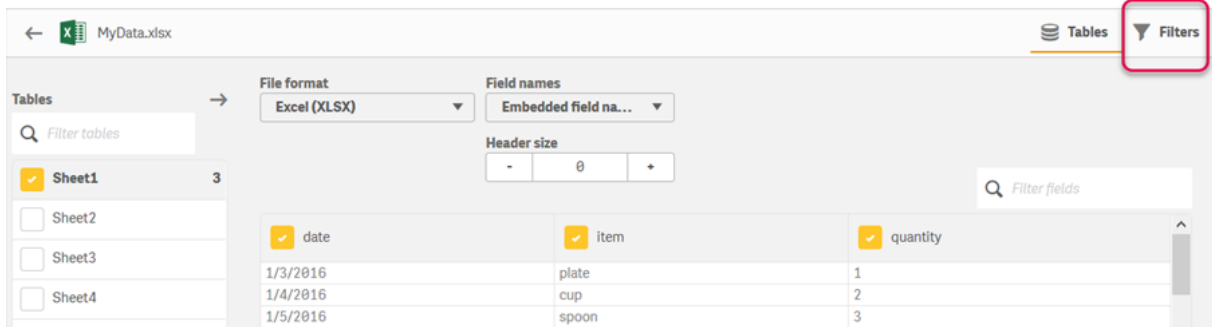 MyData.xlsx
Tables
Filters
Tables
Filter tables
Sheet1 3
Sheet2
Sheet3
Sheet4
File format
Excel (XLSX)
Field names
Embedded field na...
Header size
- 0 +
Filter fields
date item quantity
1/3/2016 plate 1
1/4/2016 cup 2
1/5/2016 spoon 3